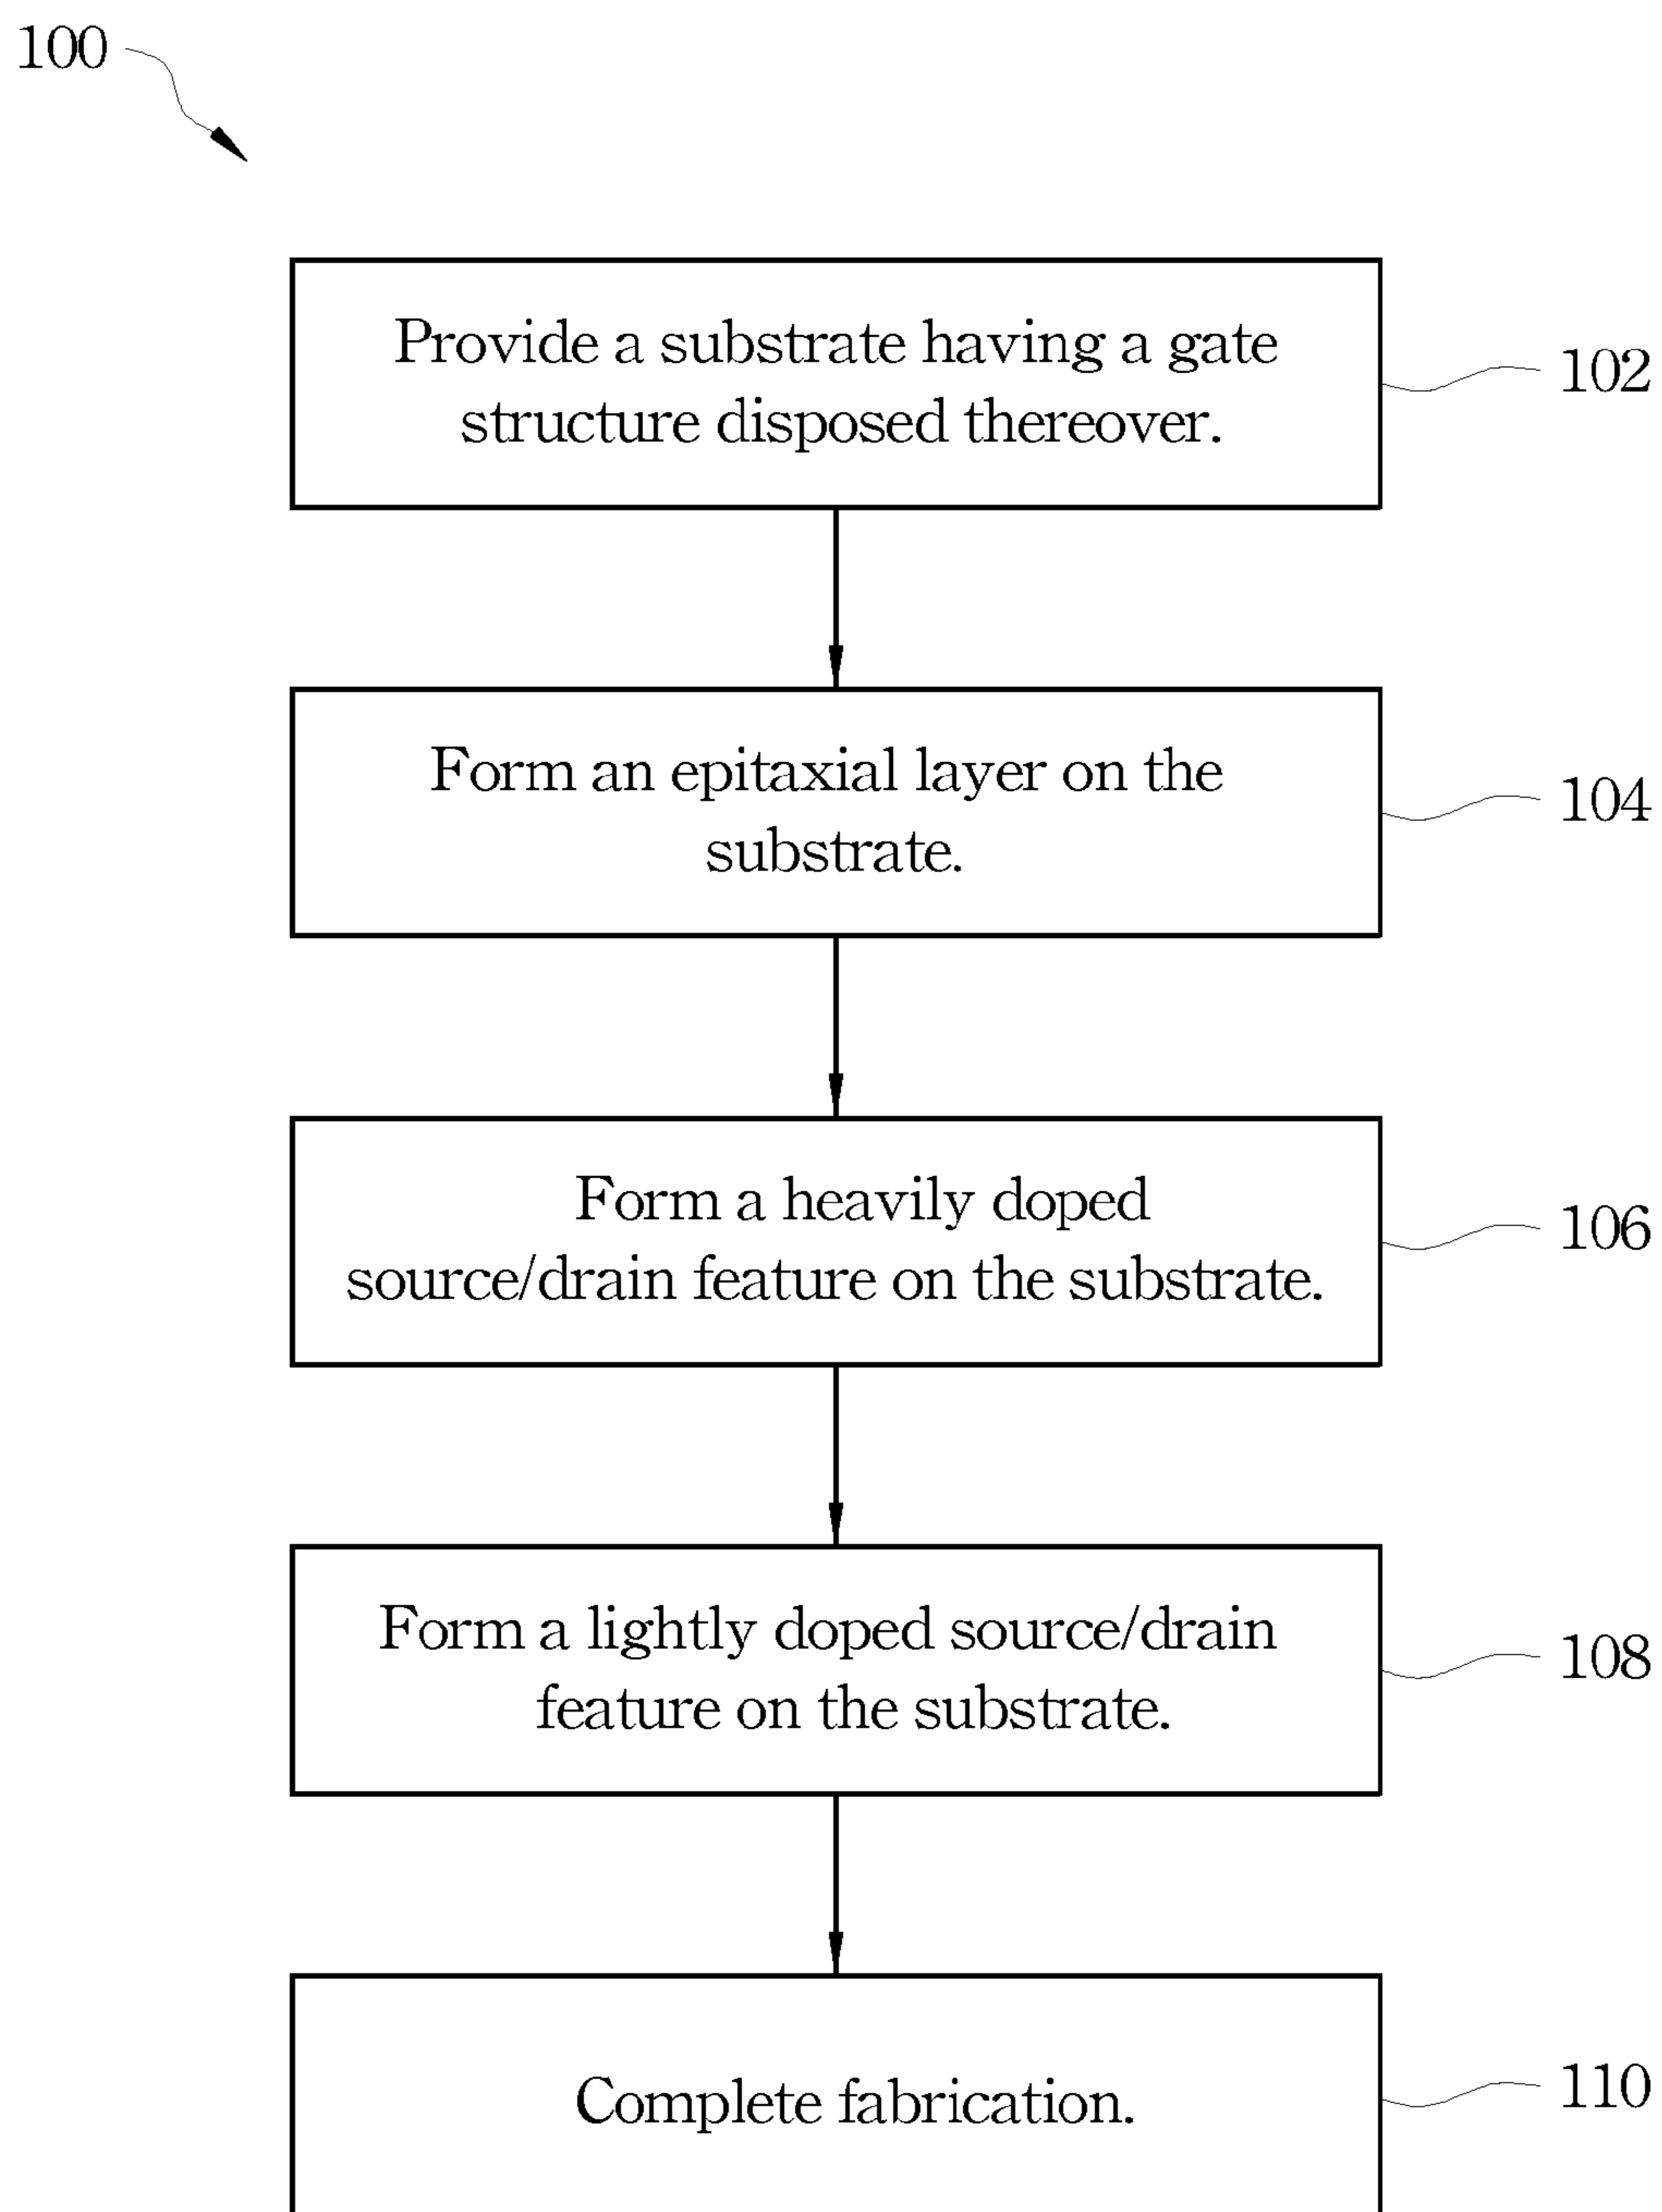 100
Provide a substrate having a gate
structure disposed thereover.
102
Form an epitaxial layer on the
substrate.
104
Form a heavily doped
source/drain feature on the substrate.
106
Form a lightly doped source/drain
feature on the substrate.
108
Complete fabrication.
110